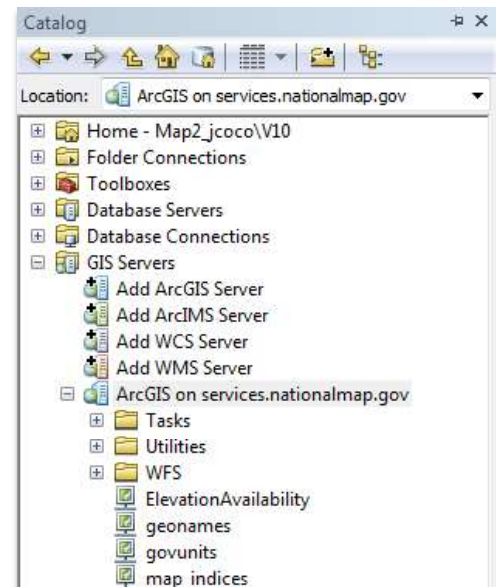 Catalog
Location: ArcGIS on services.nationalmap.gov
Home - Map2_jcoco\V10
Folder Connections
Toolboxes
Database Servers
Database Connections
GIS Servers
Add ArcGIS Server
Add ArcIMS Server
Add WCS Server
Add WMS Server
ArcGIS on services.nationalmap.gov
Tasks
Utilities
WFS
ElevationAvailability
geonames
govunits
map_indices